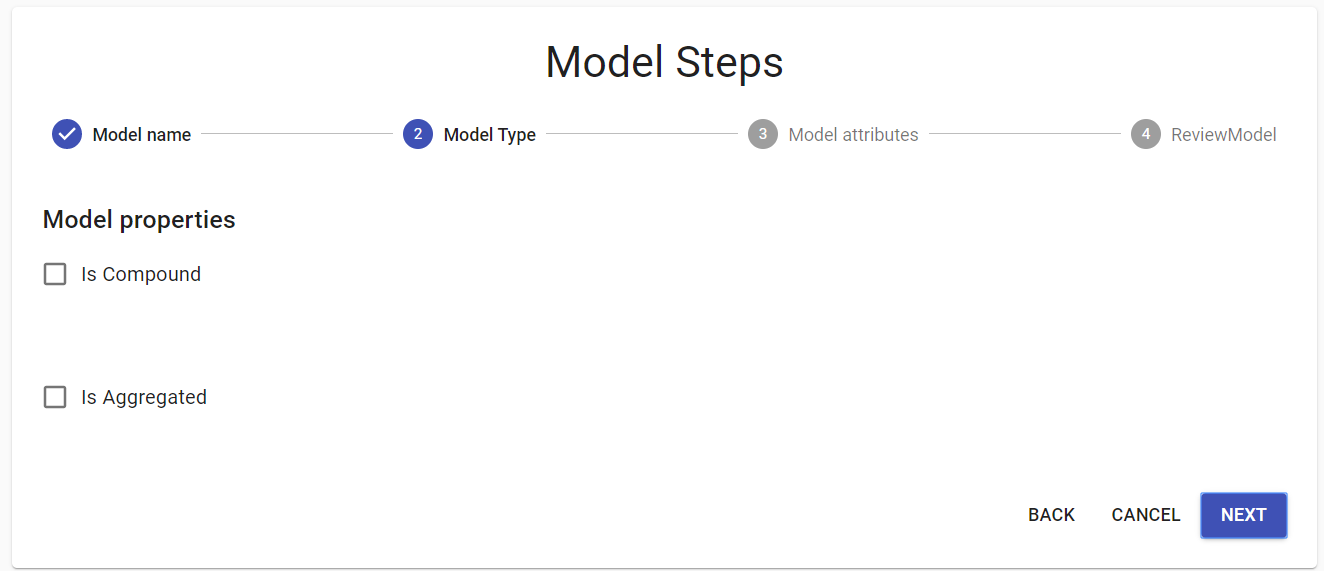 Model Steps
Model name 2 Model Type 3 Model attributes 4 ReviewModel
Model properties
Is Compound
Is Aggregated
BACK CANCEL NEXT